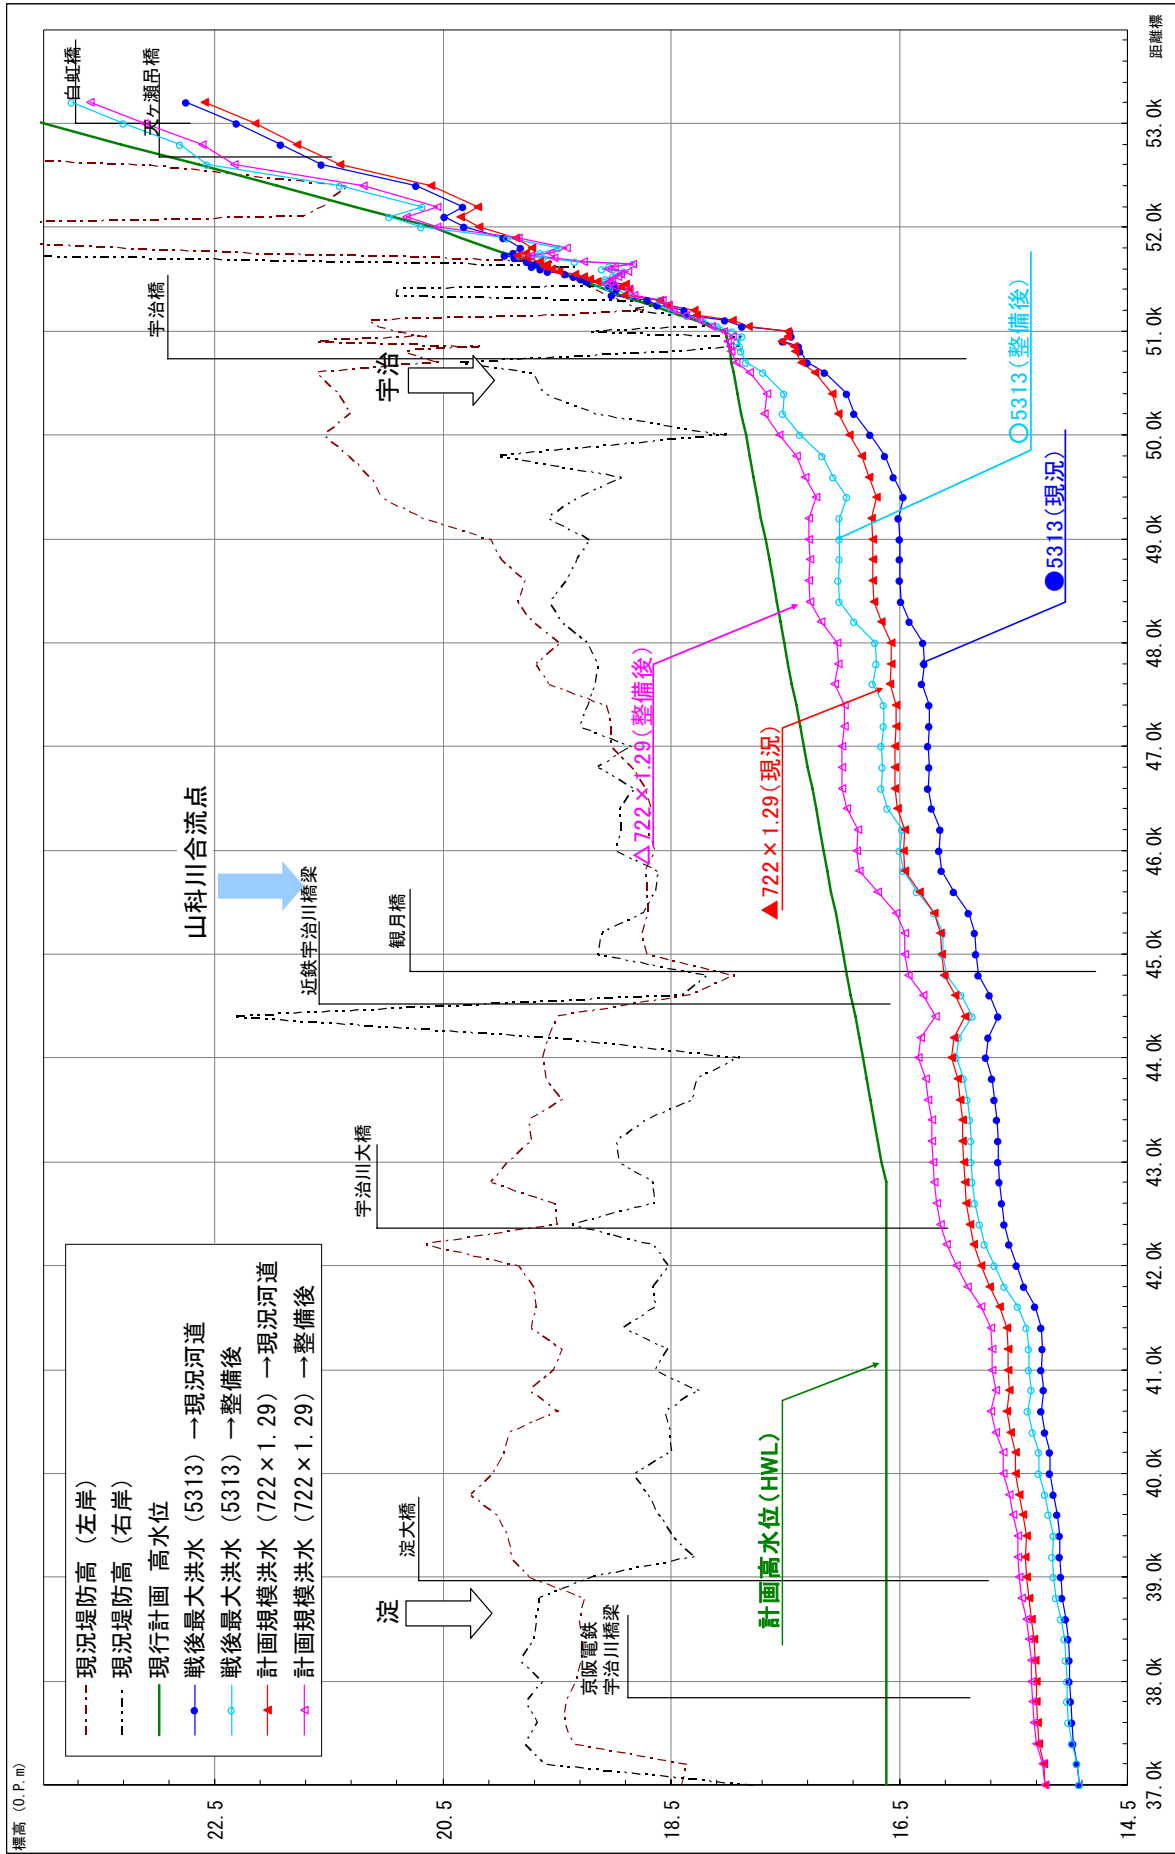 標高 (O.P.m)
22.5
20.5
18.5
16.5
14.5
37.0k
38.0k
39.0k
40.0k
41.0k
42.0k
43.0k
44.0k
45.0k
46.0k
47.0k
48.0k
49.0k
50.0k
51.0k
52.0k
53.0k
距離標
現況堤防高 (左岸)
現況堤防高 (右岸)
現行計画 高水位
戦後最大洪水 (5313) →現況河道
戦後最大洪水 (5313) →整備後
計画規模洪水 (722×1.29) →現況河道
計画規模洪水 (722×1.29) →整備後
淀
淀大橋
京阪電鉄
宇治川橋梁
計画高水位(HWL)
宇治川大橋
山科川合流点
近鉄宇治川橋梁
観月橋
△722×1.29(整備後)
▲722×1.29(現況)
宇治橋
宇治
●5313(現況)
○5313(整備後)
天ヶ瀬吊橋
白虹橋